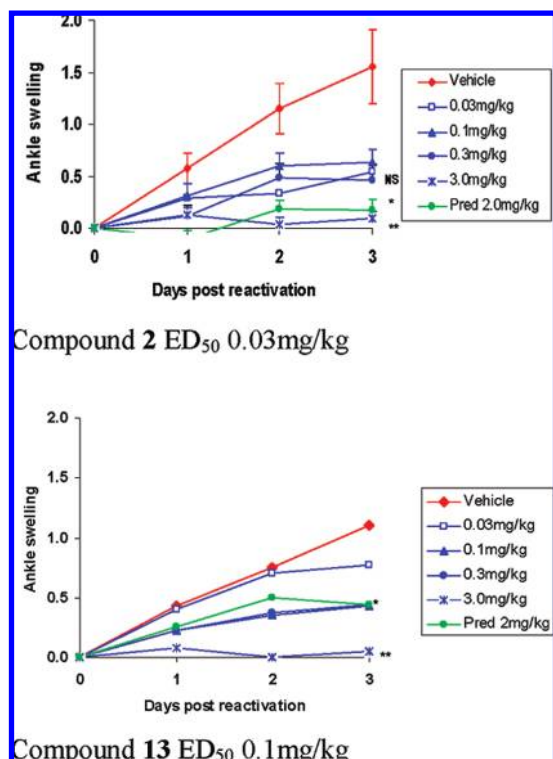 2.0
1.5
1.0
0.5
0.0
Ankle swelling
0 1 2 3
Days post reactivation
NS
*
**
Vehicle
0.03mg/kg
0.1mg/kg
0.3mg/kg
3.0mg/kg
Pred 2.0mg/kg
Compound 2 ED50 0.03mg/kg
2.0
1.5
1.0
0.5
0.0
Ankle swelling
0 1 2 3
Days post reactivation
*
**
Vehicle
0.03mg/kg
0.1mg/kg
0.3mg/kg
3.0mg/kg
Pred 2mg/kg
Compound 13 ED50 0.1mg/kg